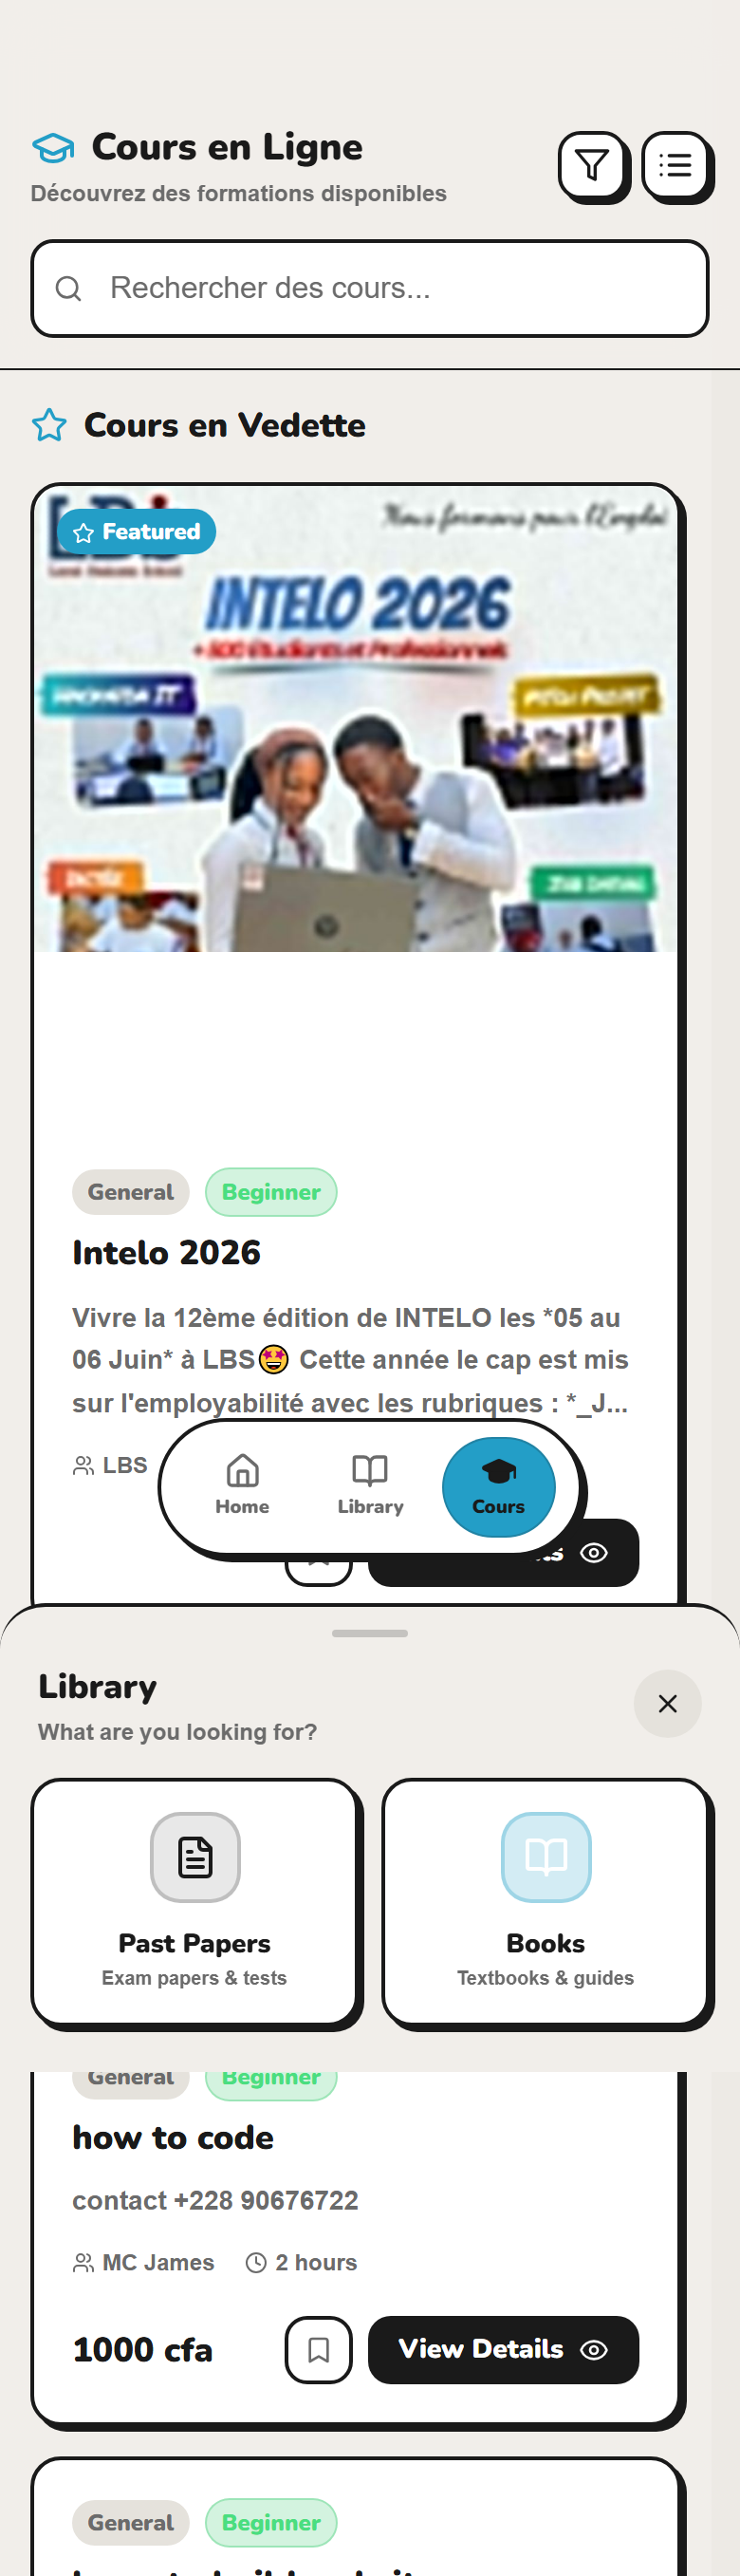 Cours en Ligne
Découvrez des formations disponibles
Rechercher des cours...
Cours en Vedette
Featured
Nous formons pour l'Emploi
INTELO 2026
General
Beginner
Intelo 2026
Vivre la 12ème édition de INTELO les *05 au
06 Juin* à LBS🤩 Cette année le cap est mis
sur l'employabilité avec les rubriques : *_J...
LBS
Home
Library
Cours
Library
What are you looking for?
Past Papers
Exam papers & tests
Books
Textbooks & guides
General
Beginner
how to code
contact +228 90676722
MC James
2 hours
1000 cfa
View Details
General
Beginner